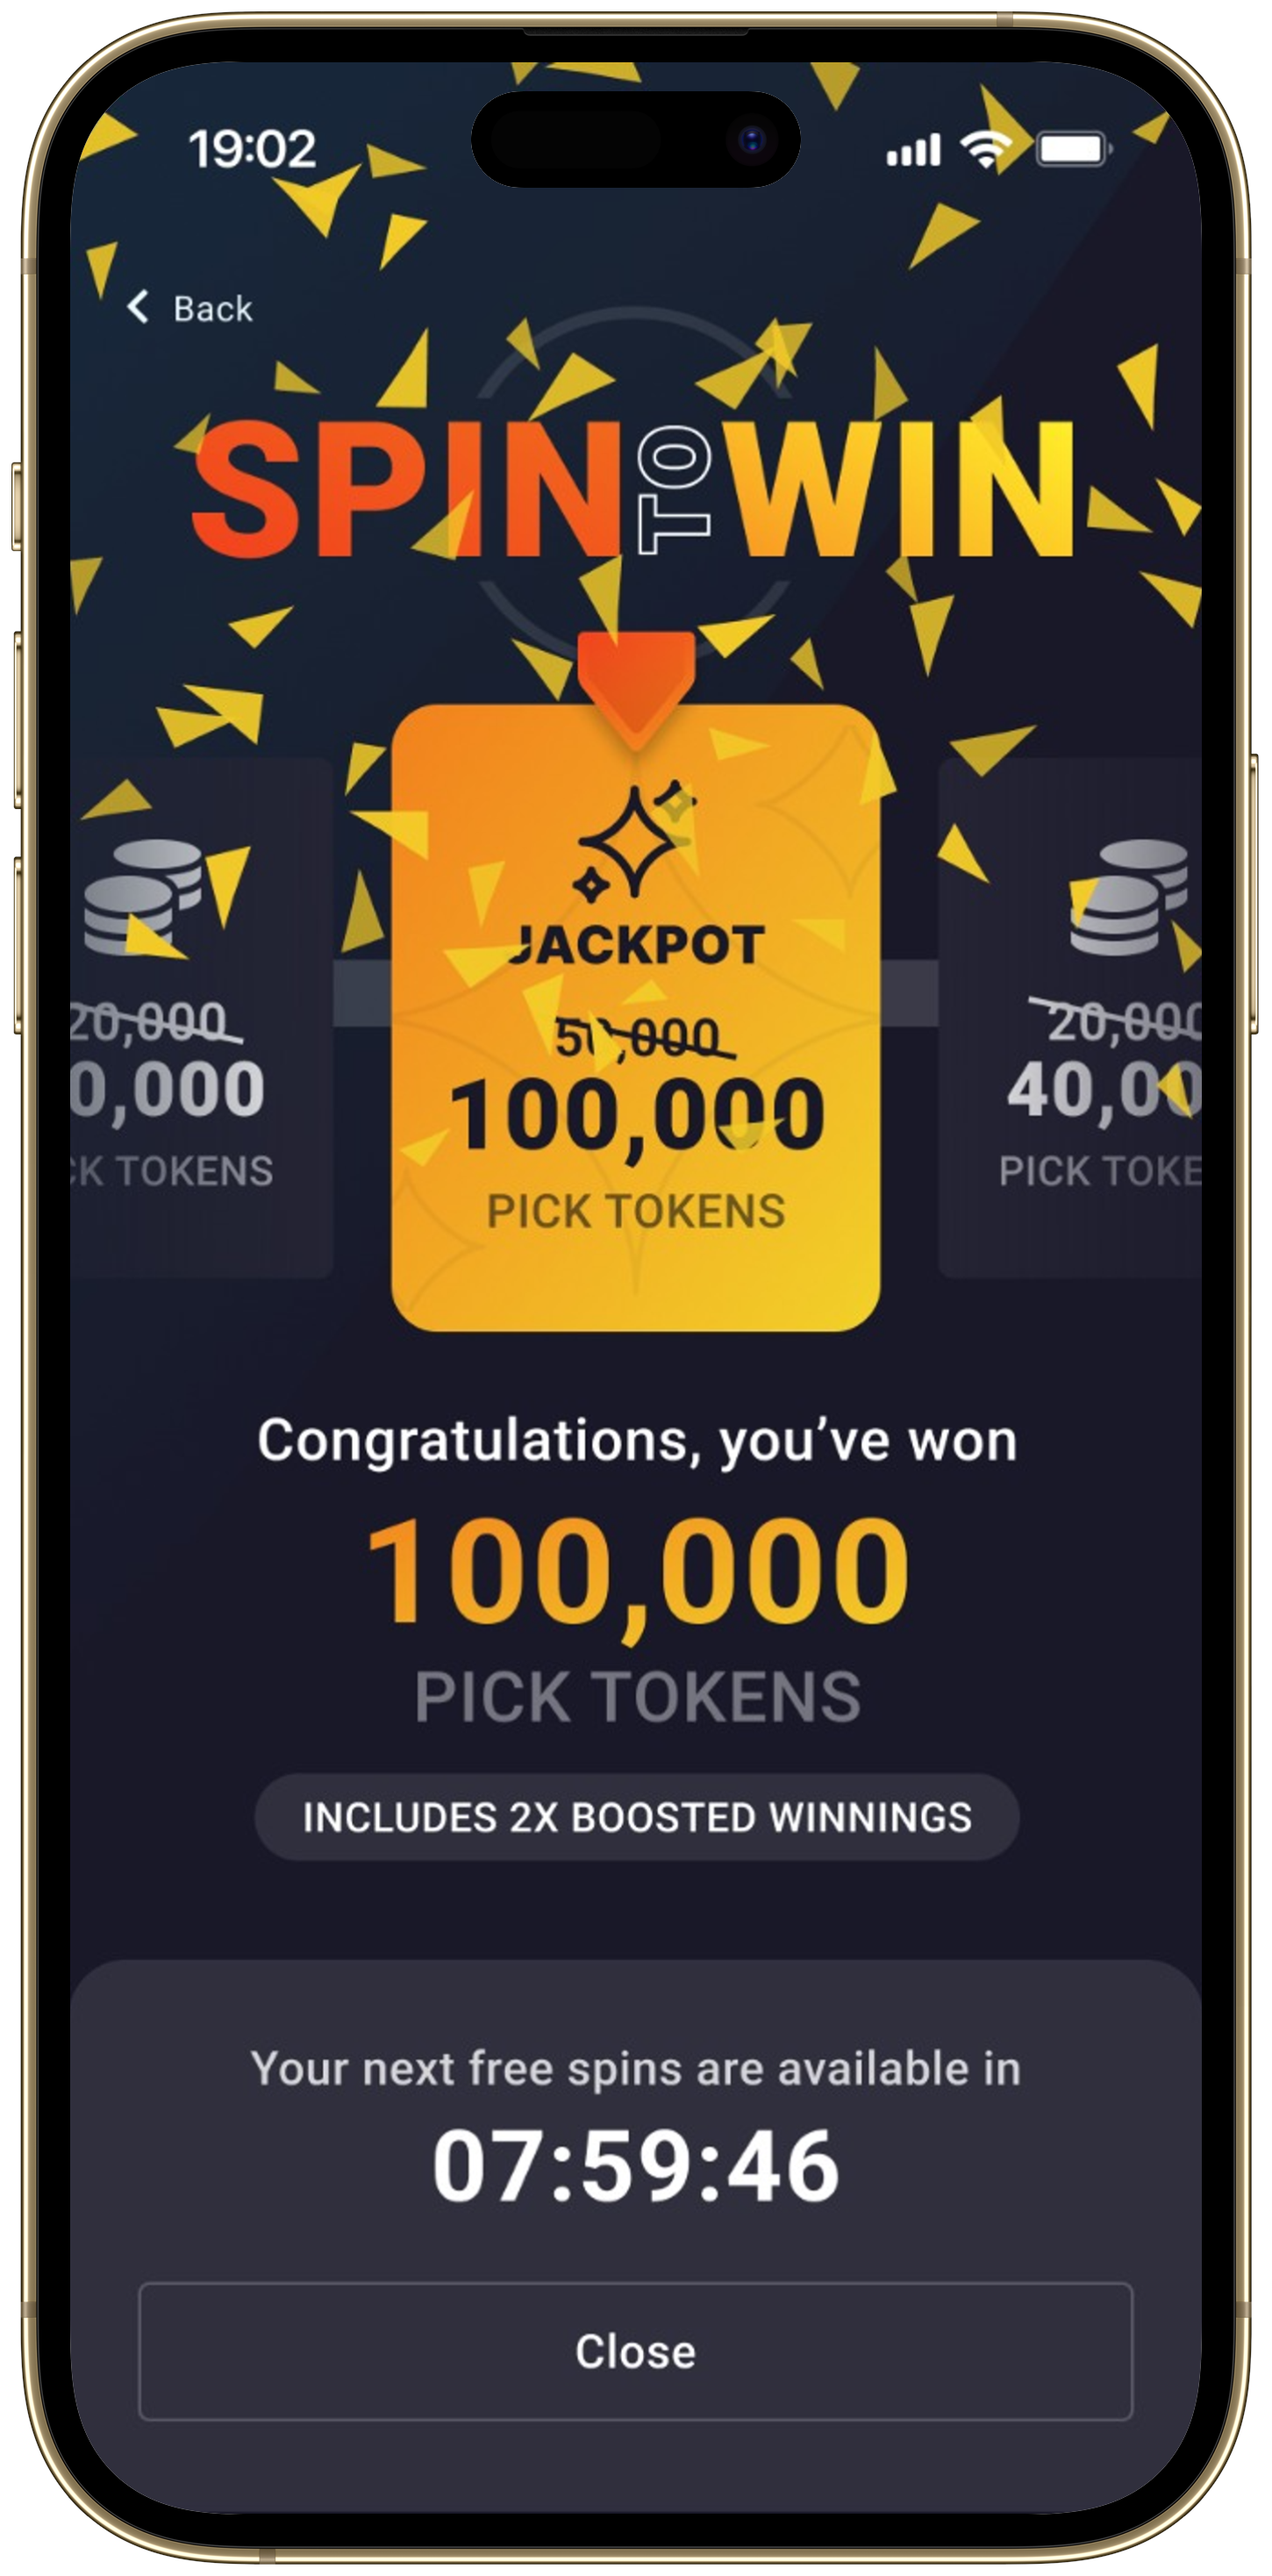 19:02
Back
SPIN TO WIN
JACKPOT
20,000
50,000
20,000
0,000
100,000
40,00
CK TOKENS
PICK TOKENS
PICK TOKE
Congratulations, you’ve won
100,000
PICK TOKENS
INCLUDES 2X BOOSTED WINNINGS
Your next free spins are available in
07:59:46
Close